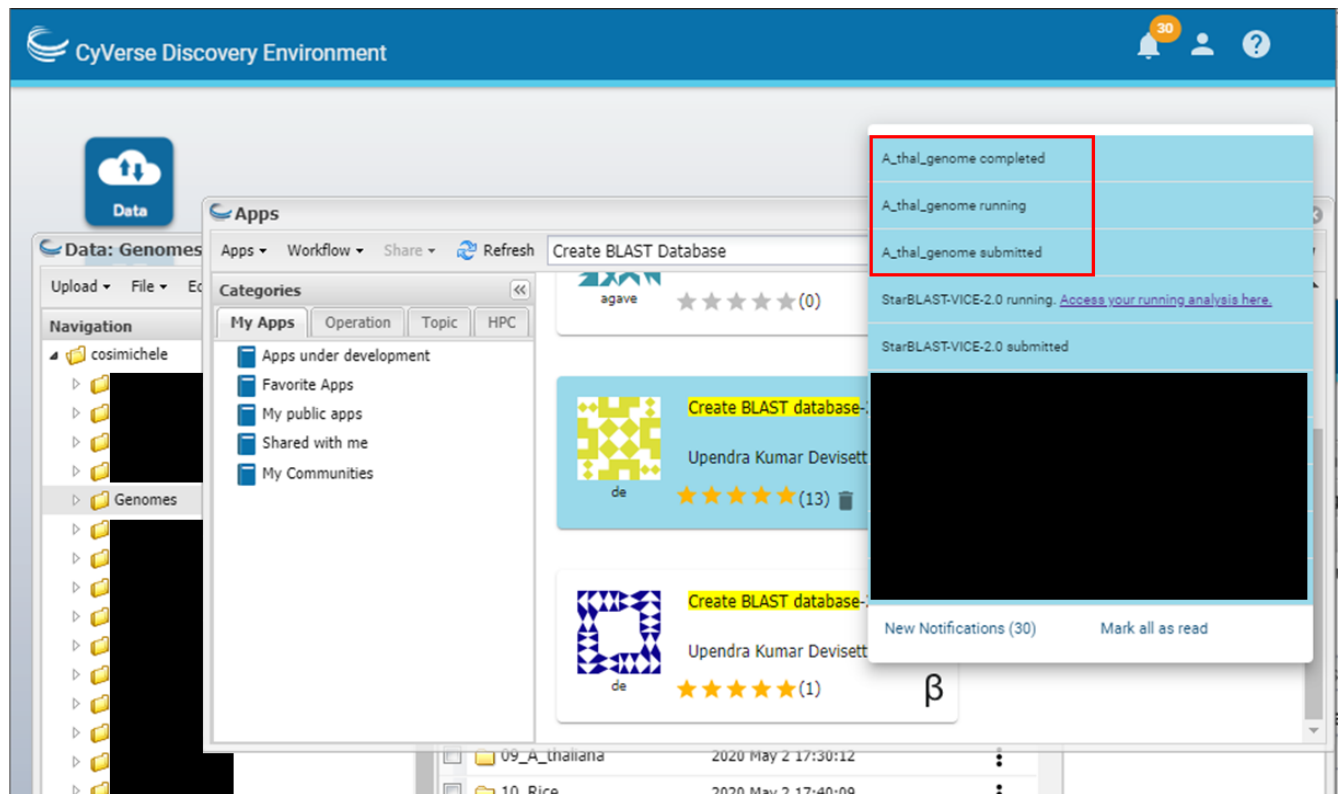 CyVerse Discovery Environment
30
Data
Apps
Data: Genomes
Apps Workflow Share Refresh Create BLAST Database
Upload File
Categories
My Apps Operation Topic HPC
Navigation
cosimichele
Genomes
Apps under development
Favorite Apps
My public apps
Shared with me
My Communities
agave
(0)
Create BLAST database-
Upendra Kumar Devisett
de
(13)
Create BLAST database-
Upendra Kumar Devisett
de
(1)
β
A_thal_genome completed
A_thal_genome running
A_thal_genome submitted
StarBLAST-VICE-2.0 running. Access your running analysis here.
StarBLAST-VICE-2.0 submitted
New Notifications (30) Mark all as read
09_A_thaliana 2020 May 2 17:30:12
10_Rice 2020 May 2 17:40:09